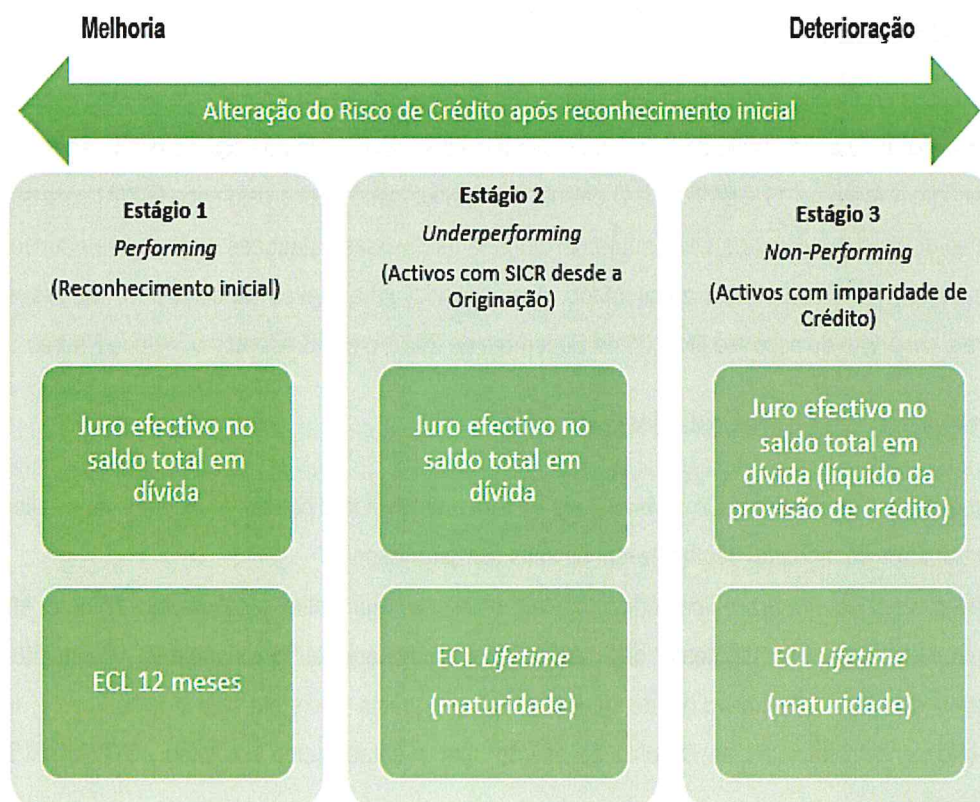 Melhoria
Deterioração
Alteração do Risco de Crédito após reconhecimento inicial
Estágio 1
Performing
(Reconhecimento inicial)
Juro efectivo no
saldo total em
dívida
ECL 12 meses
Estágio 2
Underperforming
(Activos com SICR desde a
Originação)
Juro efectivo no
saldo total em
dívida
ECL Lifetime
(maturidade)
Estágio 3
Non-Performing
(Activos com imparidade de
Crédito)
Juro efectivo no
saldo total em
dívida (líquido da
provisão de crédito)
ECL Lifetime
(maturidade)